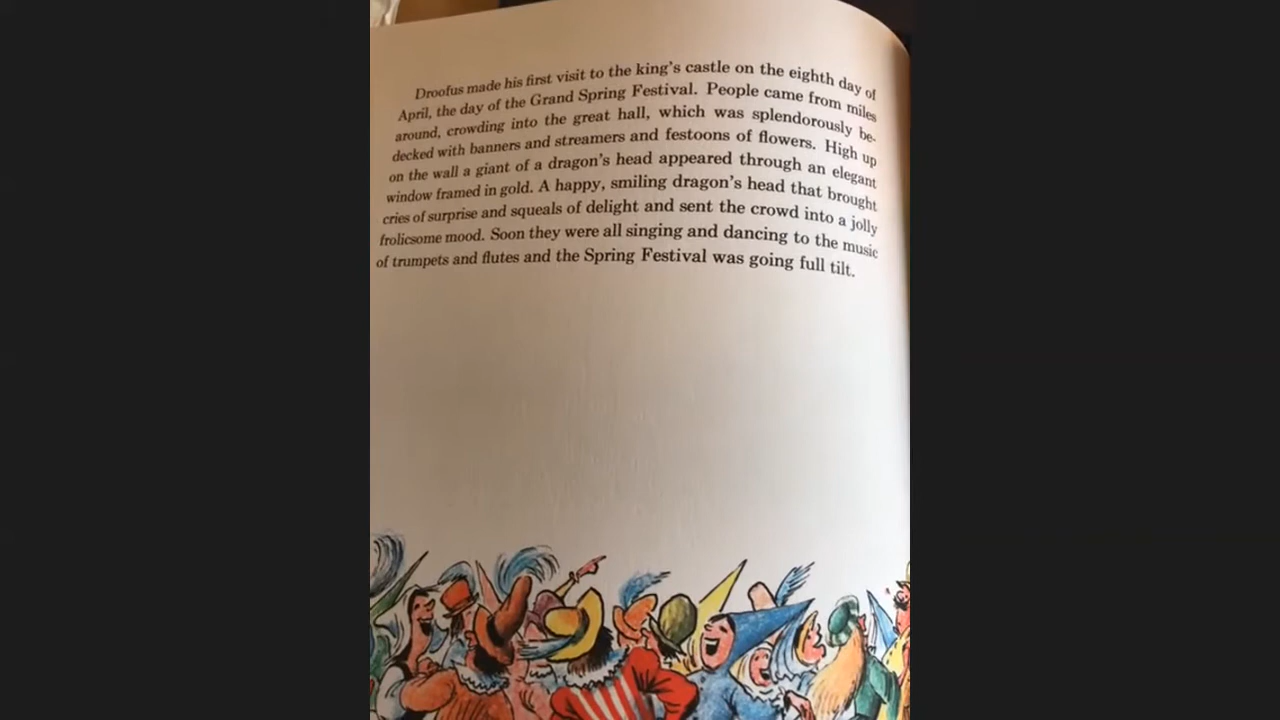 Droofus made his first visit to the king's castle on the eighth day of
April, the day of the Grand Spring Festival. People came from miles
around, crowding into the great hall, which was splendorously be-
decked with banners and streamers and festoons of flowers. High up
on the wall a giant of a dragon's head appeared through an elegant
window framed in gold. A happy, smiling dragon's head that brought
cries of surprise and squeals of delight and sent the crowd into a jolly
frolicsome mood. Soon they were all singing and dancing to the music
of trumpets and flutes and the Spring Festival was going full tilt.